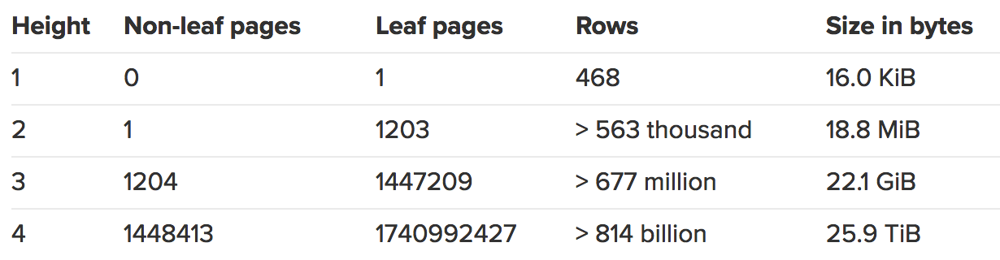 Height Non-leaf pages Leaf pages Rows Size in bytes
1 0 1 468 16.0 KiB
2 1 1203 > 563 thousand 18.8 MiB
3 1204 1447209 > 677 million 22.1 GiB
4 1448413 1740992427 > 814 billion 25.9 TiB